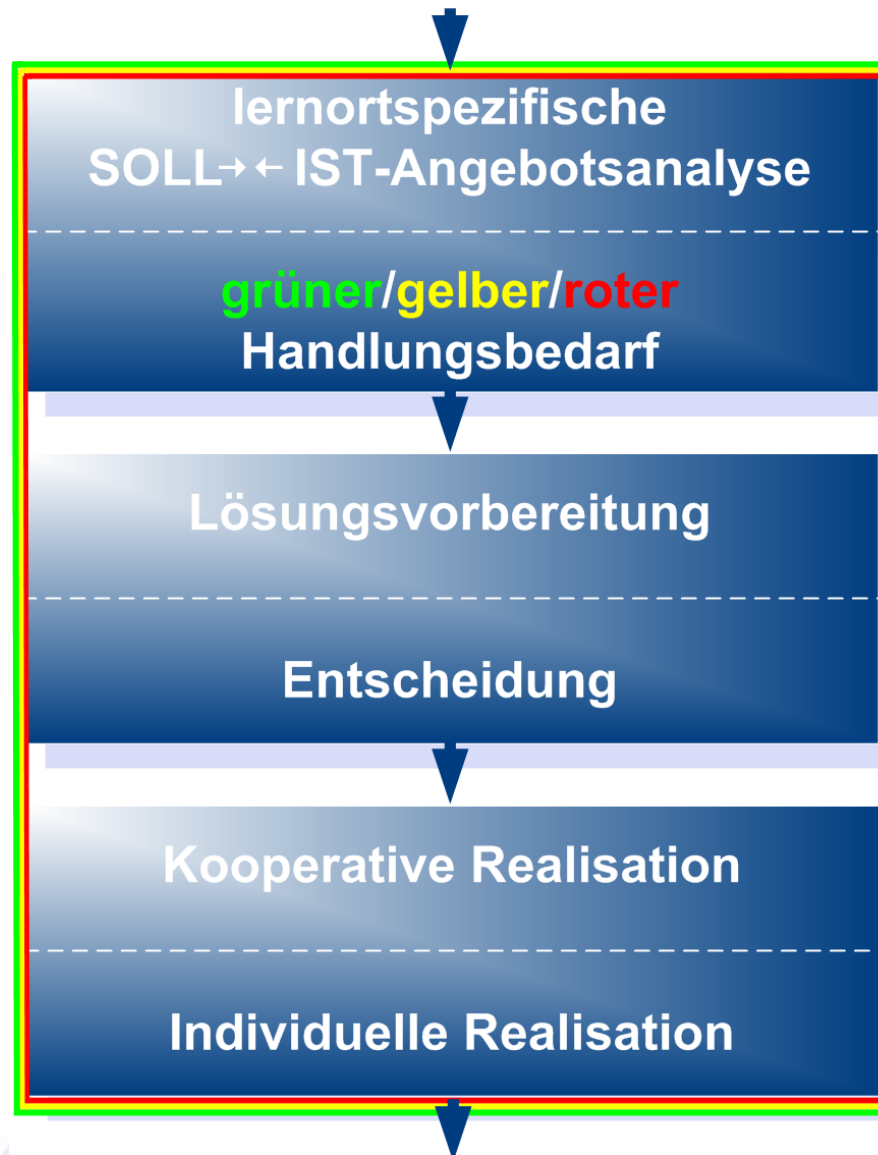 lernortspezifische
SOLL→ ← IST-Angebotsanalyse
grüner/gelber/roter
Handlungsbedarf
Lösungsvorbereitung
Entscheidung
Kooperative Realisation
Individuelle Realisation